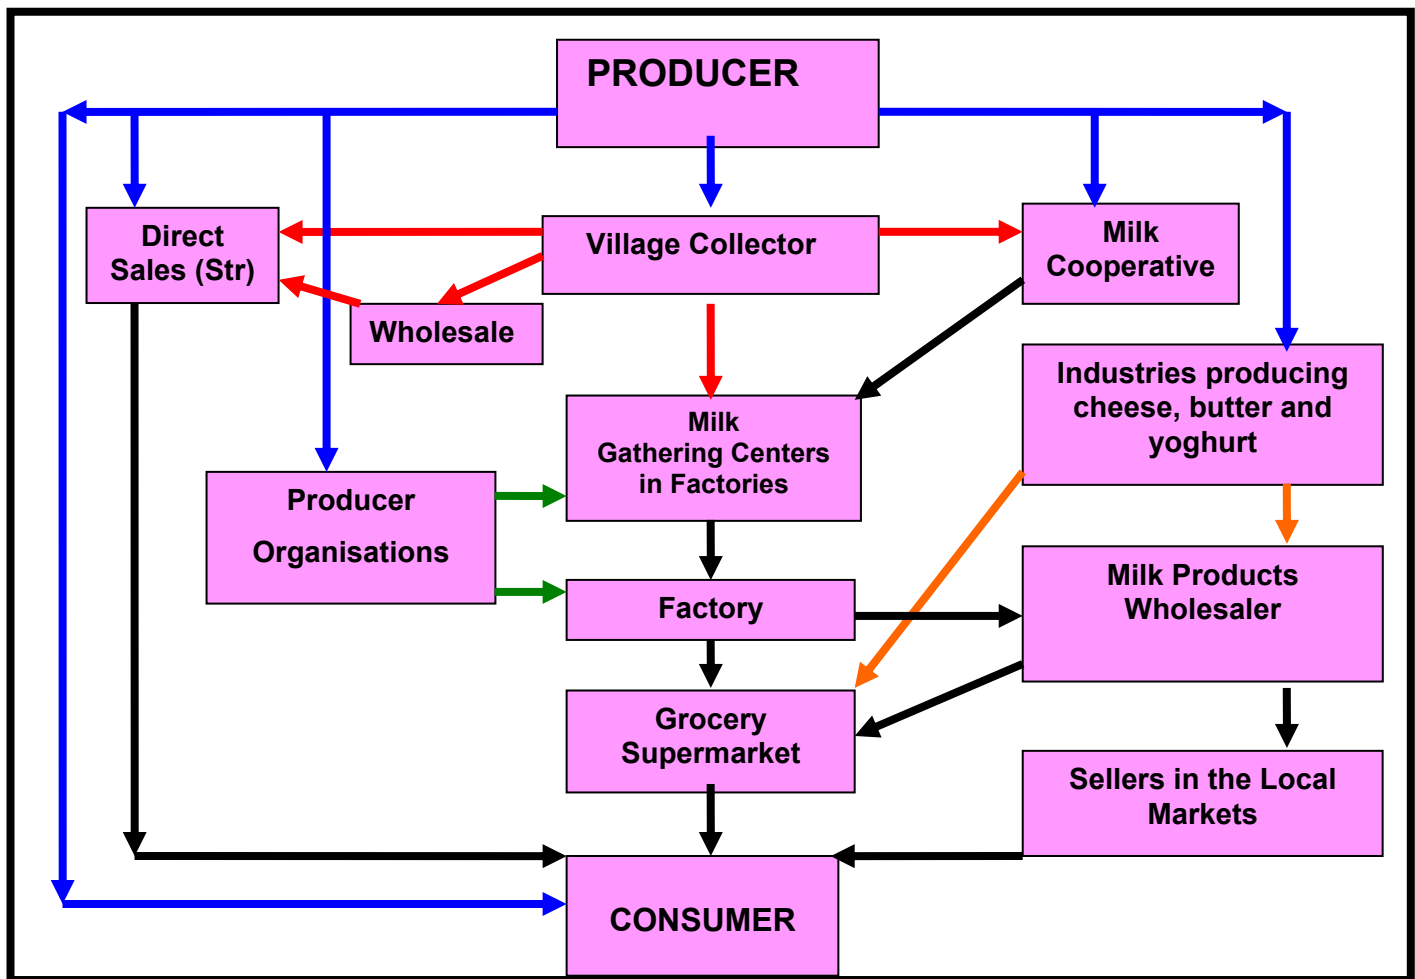 PRODUCER
Direct
Sales (Str)
Village Collector
Milk
Cooperative
Wholesale
Industries producing
cheese, butter and
yoghurt
Milk
Gathering Centers
in Factories
Producer
Organisations
Factory
Milk Products
Wholesaler
Grocery
Supermarket
Sellers in the Local
Markets
CONSUMER